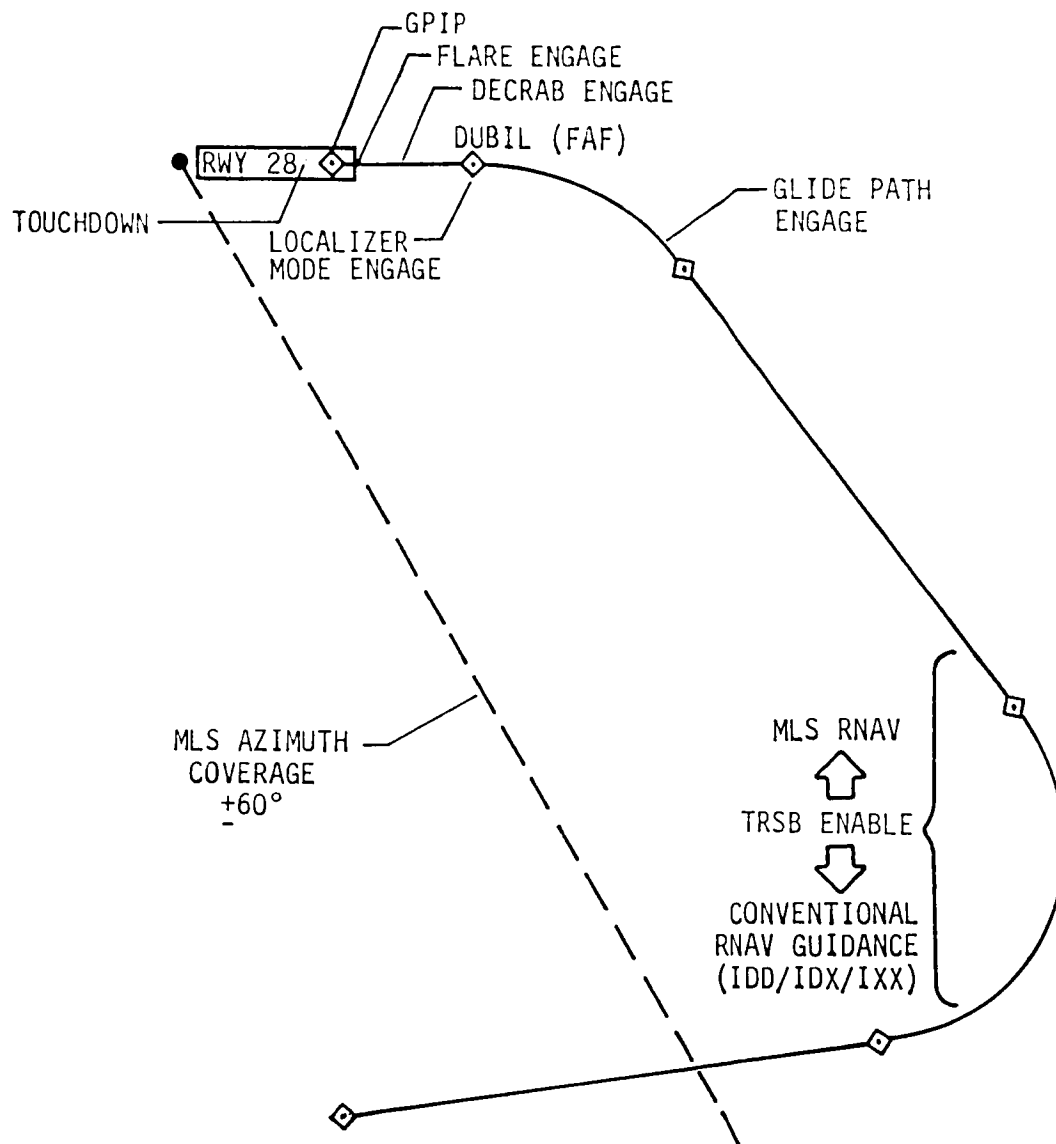 GPIP
FLARE ENGAGE
DECRAB ENGAGE
DUBIL (FAF)
RWY 28
GLIDE PATH
ENGAGE
TOUCHDOWN
LOCALIZER
MODE ENGAGE
MLS AZIMUTH
COVERAGE
±60°
MLS RNAV
TRSB ENABLE
CONVENTIONAL
RNAV GUIDANCE
(IDD/IDX/IXX)